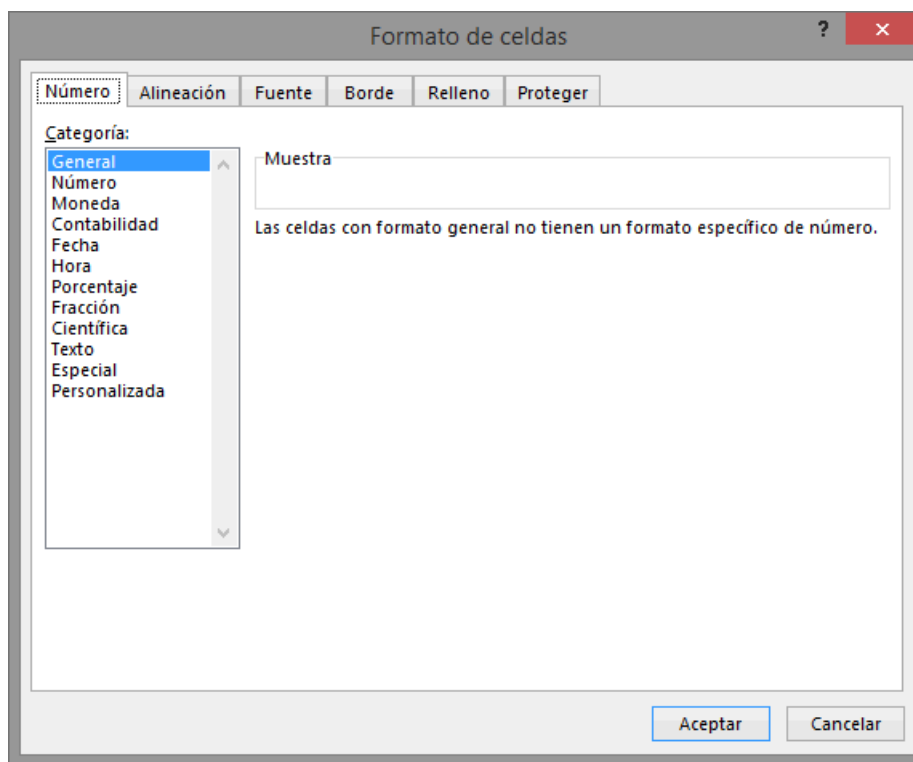 Formato de celdas
?
Número Alineación Fuente Borde Relleno Proteger
Categoría:
General
Número
Moneda
Contabilidad
Fecha
Hora
Porcentaje
Fracción
Científica
Texto
Especial
Personalizada
Muestra
Las celdas con formato general no tienen un formato específico de número.
Aceptar Cancelar